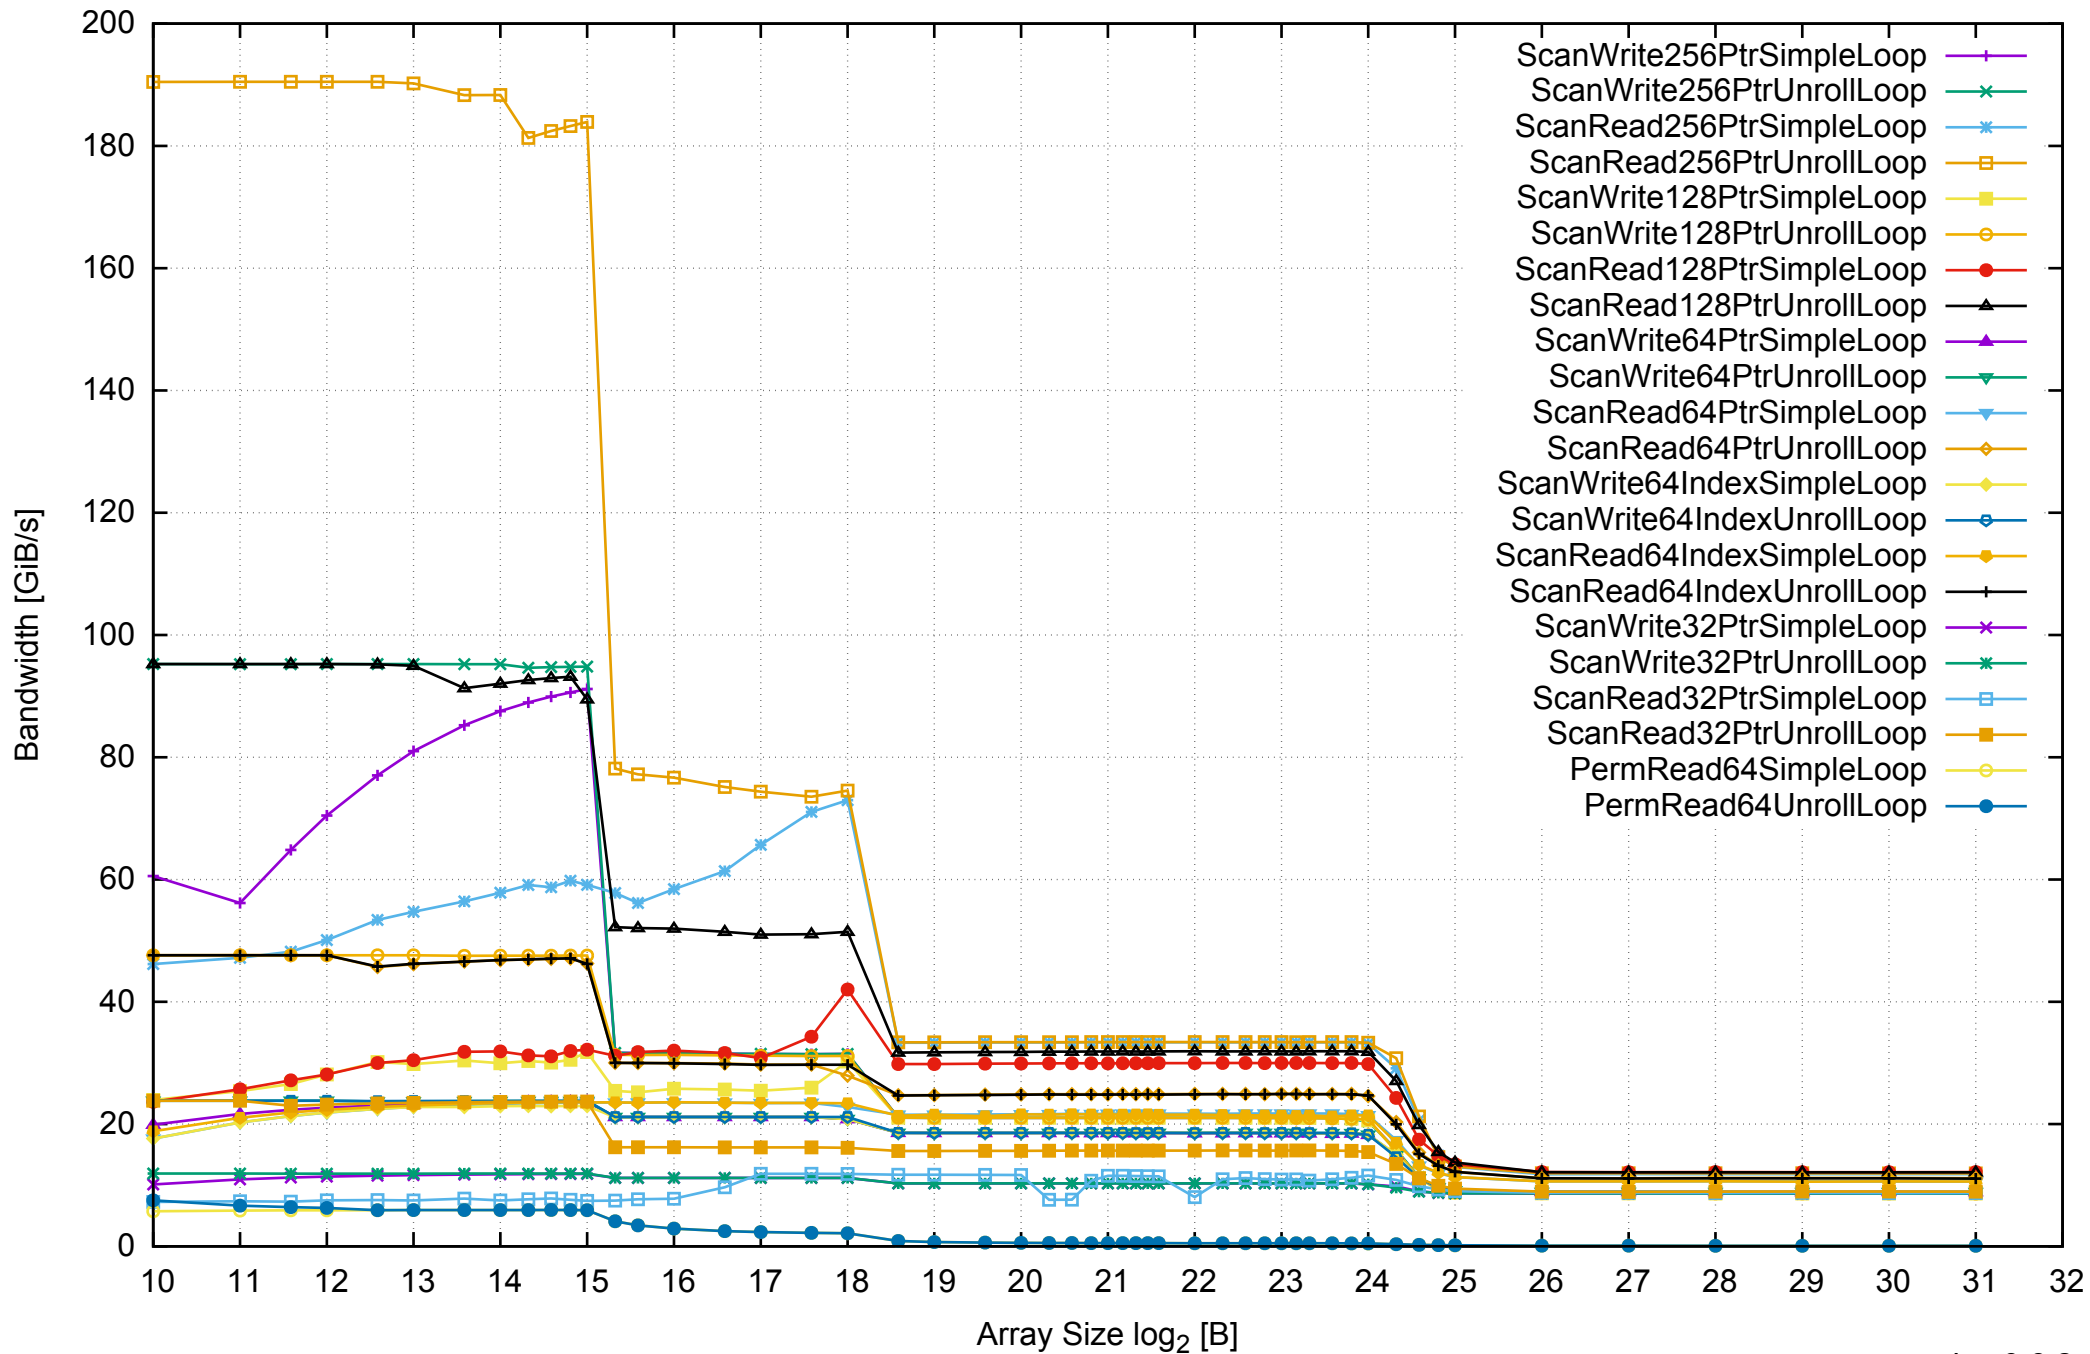 200
180
160
140
120
100
80
60
40
20
0
Bandwidth [GiB/s]
ScanWrite256PtrSimpleLoop
ScanWrite256PtrUnrollLoop
ScanRead256PtrSimpleLoop
ScanRead256PtrUnrollLoop
ScanWrite128PtrSimpleLoop
ScanWrite128PtrUnrollLoop
ScanRead128PtrSimpleLoop
ScanRead128PtrUnrollLoop
ScanWrite64PtrSimpleLoop
ScanWrite64PtrUnrollLoop
ScanRead64PtrSimpleLoop
ScanRead64PtrUnrollLoop
ScanWrite64IndexSimpleLoop
ScanWrite64IndexUnrollLoop
ScanRead64IndexSimpleLoop
ScanRead64IndexUnrollLoop
ScanWrite32PtrSimpleLoop
ScanWrite32PtrUnrollLoop
ScanRead32PtrSimpleLoop
ScanRead32PtrUnrollLoop
PermRead64SimpleLoop
PermRead64UnrollLoop
10 11 12 13 14 15 16 17 18 19 20 21 22 23 24 25 26 27 28 29 30 31 32
Array Size log2 [B]